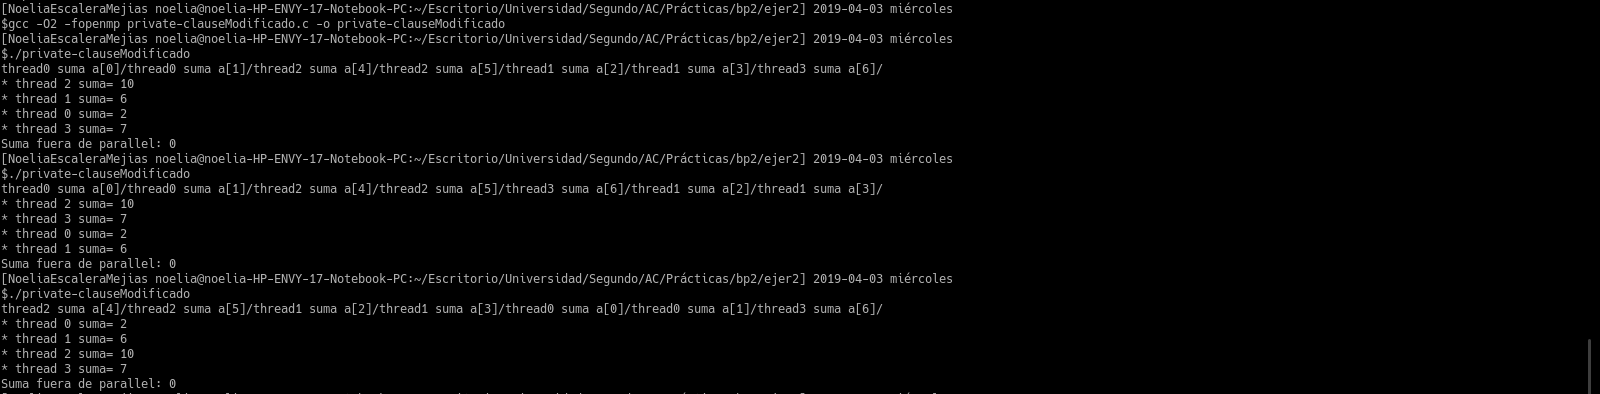 [NoeliaEscaleraMejias noelia@noelia-HP-ENVY-17-Notebook-PC:~/Escritorio/Universidad/Segundo/AC/Prácticas/bp2/ejer2] 2019-04-03 miércoles
$gcc -O2 -fopenmp private-clauseModificado.c -o private-clauseModificado
[NoeliaEscaleraMejias noelia@noelia-HP-ENVY-17-Notebook-PC:~/Escritorio/Universidad/Segundo/AC/Prácticas/bp2/ejer2] 2019-04-03 miércoles
$./private-clauseModificado
thread0 suma a[0]/thread0 suma a[1]/thread2 suma a[4]/thread2 suma a[5]/thread1 suma a[2]/thread1 suma a[3]/thread3 suma a[6]/
* thread 2 suma= 10
* thread 1 suma= 6
* thread 0 suma= 2
* thread 3 suma= 7
Suma fuera de parallel: 0
[NoeliaEscaleraMejias noelia@noelia-HP-ENVY-17-Notebook-PC:~/Escritorio/Universidad/Segundo/AC/Prácticas/bp2/ejer2] 2019-04-03 miércoles
$./private-clauseModificado
thread0 suma a[0]/thread0 suma a[1]/thread2 suma a[4]/thread2 suma a[5]/thread3 suma a[6]/thread1 suma a[2]/thread1 suma a[3]/
* thread 2 suma= 10
* thread 3 suma= 7
* thread 0 suma= 2
* thread 1 suma= 6
Suma fuera de parallel: 0
[NoeliaEscaleraMejias noelia@noelia-HP-ENVY-17-Notebook-PC:~/Escritorio/Universidad/Segundo/AC/Prácticas/bp2/ejer2] 2019-04-03 miércoles
$./private-clauseModificado
thread2 suma a[4]/thread2 suma a[5]/thread1 suma a[2]/thread1 suma a[3]/thread0 suma a[0]/thread0 suma a[1]/thread3 suma a[6]/
* thread 0 suma= 2
* thread 1 suma= 6
* thread 2 suma= 10
* thread 3 suma= 7
Suma fuera de parallel: 0